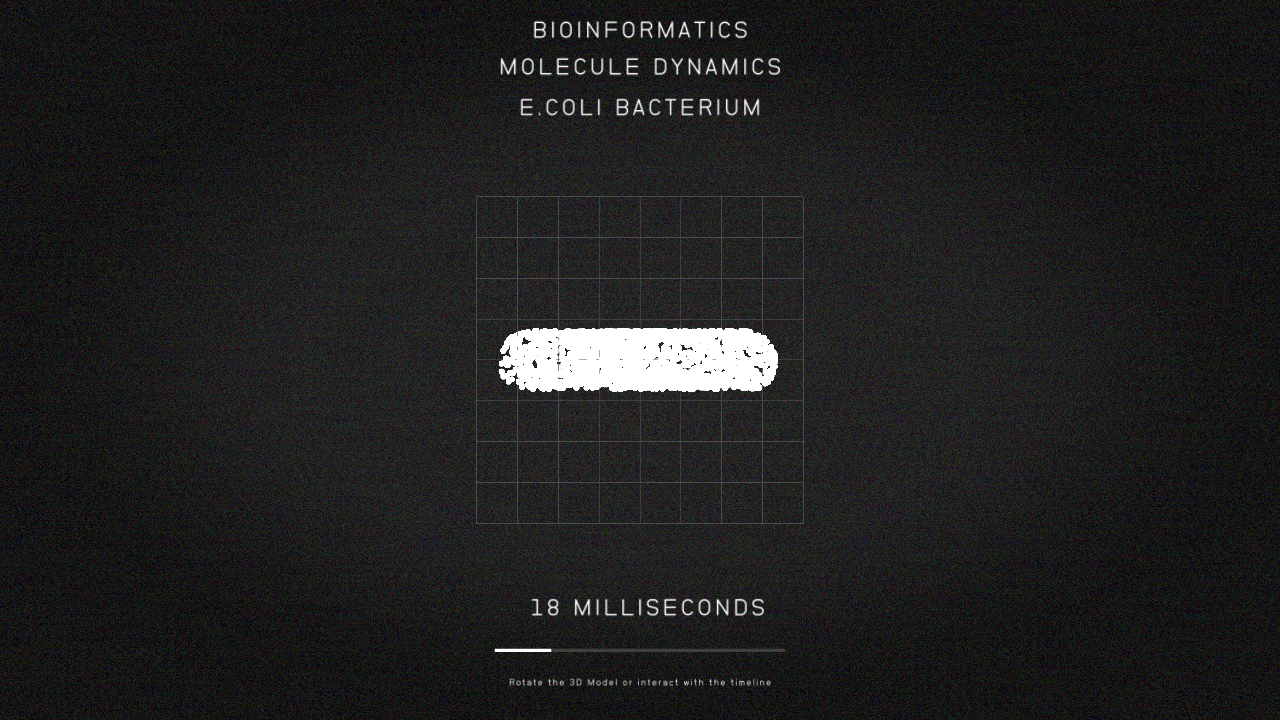 BIOINFORMATICS
MOLECULE DYNAMICS
E.COLI BACTERIUM
18 MILLISECONDS
Rotate the 3D Model or interact with the timeline